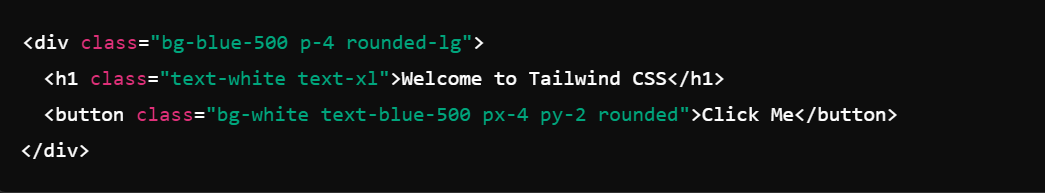 <div class="bg-blue-500 p-4 rounded-lg">
  <h1 class="text-white text-xl">Welcome to Tailwind CSS</h1>
  <button class="bg-white text-blue-500 px-4 py-2 rounded">Click Me</button>
</div>